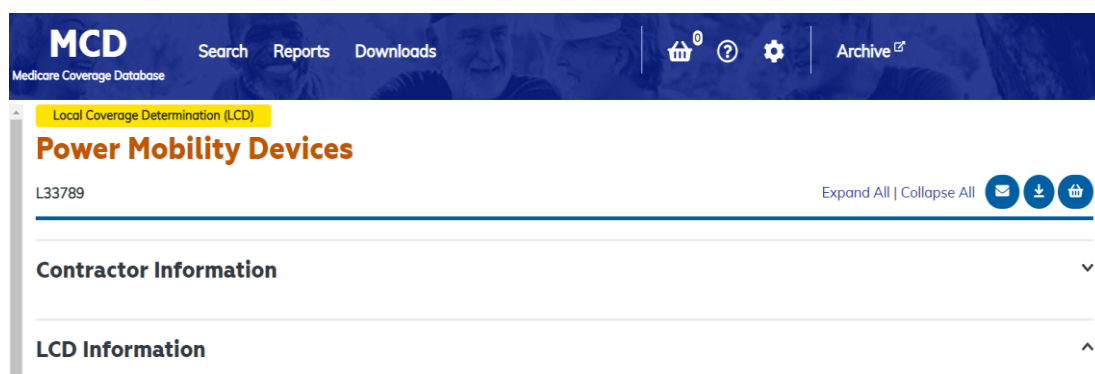 MCD
Medicare Coverage Database
Search Reports Downloads
0
Archive
Local Coverage Determination (LCD)
Power Mobility Devices
L33789
Expand All | Collapse All
Contractor Information
LCD Information